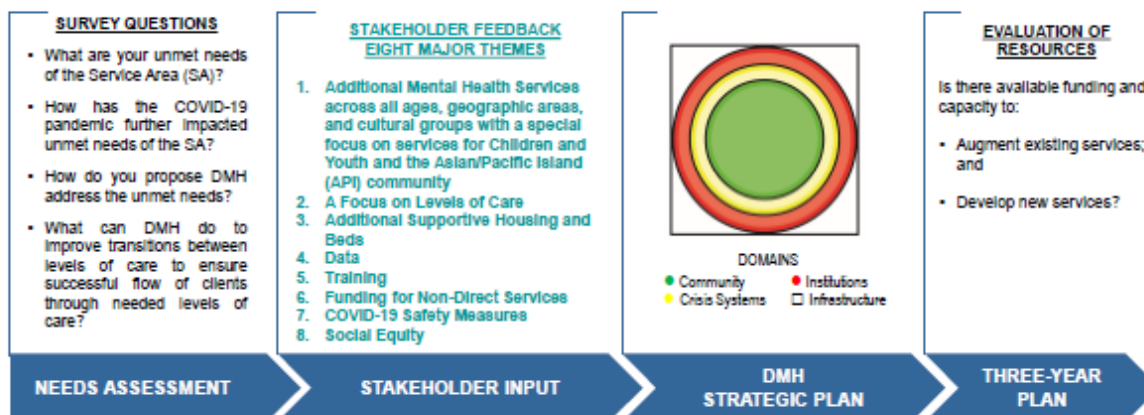 SURVEY QUESTIONS
▪ What are your unmet needs
of the Service Area (SA)?
▪ How has the COVID-19
pandemic further impacted
unmet needs of the SA?
▪ How do you propose DMH
address the unmet needs?
▪ What can DMH do to
improve transitions between
levels of care to ensure
successful flow of clients
through needed levels of
care?
NEEDS ASSESSMENT
STAKEHOLDER FEEDBACK
EIGHT MAJOR THEMES
1. Additional Mental Health Services
across all ages, geographic areas,
and cultural groups with a special
focus on services for Children and
Youth and the Asian/Pacific Island
(API) community
2. A Focus on Levels of Care
3. Additional Supportive Housing and
Beds
4. Data
5. Training
6. Funding for Non-Direct Services
7. COVID-19 Safety Measures
8. Social Equity
STAKEHOLDER INPUT
DOMAINS
Community Institutions
Crisis Systems Infrastructure
DMH
STRATEGIC PLAN
EVALUATION OF
RESOURCES
Is there available funding and
capacity to:
▪ Augment existing services;
and
▪ Develop new services?
THREE-YEAR
PLAN